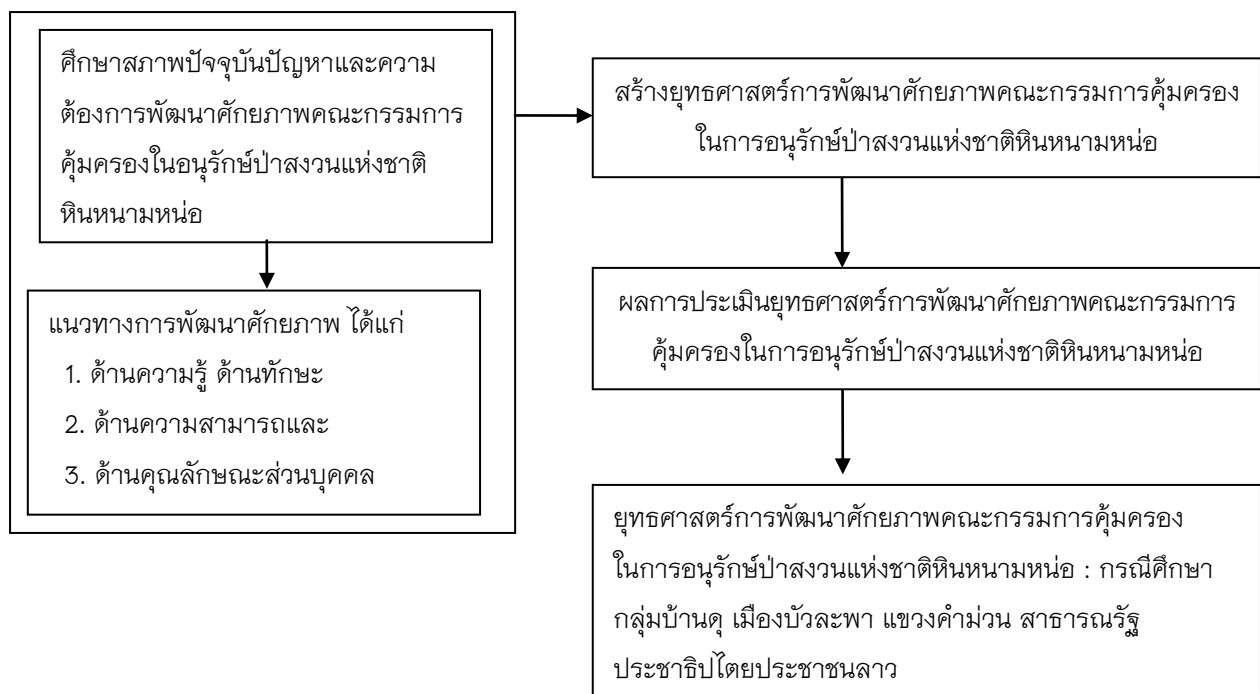 ศึกษาสภาพปัจจุบันปัญหาและความ
ต้องการพัฒนาศักยภาพคณะกรรมการ
คุ้มครองในอนุรักษ์ป่าสงวนแห่งชาติ
หินหนามหน่อ
แนวทางการพัฒนาศักยภาพ ได้แก่
1. ด้านความรู้ ด้านทักษะ
2. ด้านความสามารถและ
3. ด้านคุณลักษณะส่วนบุคคล
สร้างยุทธศาสตร์การพัฒนาศักยภาพคณะกรรมการคุ้มครอง
ในการอนุรักษ์ป่าสงวนแห่งชาติหินหนามหน่อ
ผลการประเมินยุทธศาสตร์การพัฒนาศักยภาพคณะกรรมการ
คุ้มครองในการอนุรักษ์ป่าสงวนแห่งชาติหินหนามหน่อ
ยุทธศาสตร์การพัฒนาศักยภาพคณะกรรมการคุ้มครอง
ในการอนุรักษ์ป่าสงวนแห่งชาติหินหนามหน่อ : กรณีศึกษา
กลุ่มบ้านดุ เมืองบัวละพา แขวงคำม่วน สาธารณรัฐ
ประชาธิปไตยประชาชนลาว